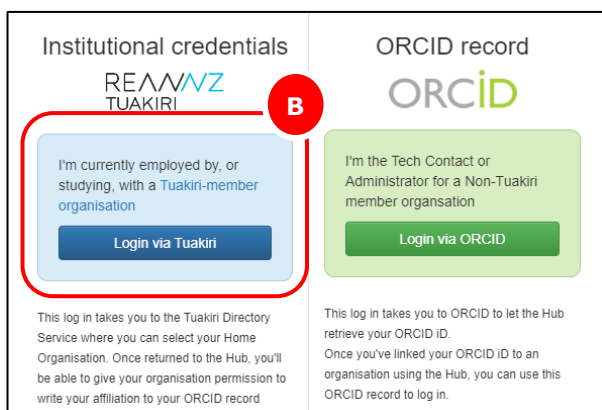 Institutional credentials
REANNZ
TUAKIRI
B
I'm currently employed by, or
studying, with a Tuakiri-member
organisation
Login via Tuakiri
This log in takes you to the Tuakiri Directory
Service where you can select your Home
Organisation. Once returned to the Hub, you'll
be able to give your organisation permission to
write your affiliation to your ORCID record
ORCID record
ORCiD
I'm the Tech Contact or
Administrator for a Non-Tuakiri
member organsation
Login via ORCID
This log in takes you to ORCID to let the Hub
retrieve your ORCID iD.
Once you've linked your ORCID iD to an
organisation using the Hub, you can use this
ORCID record to log in.